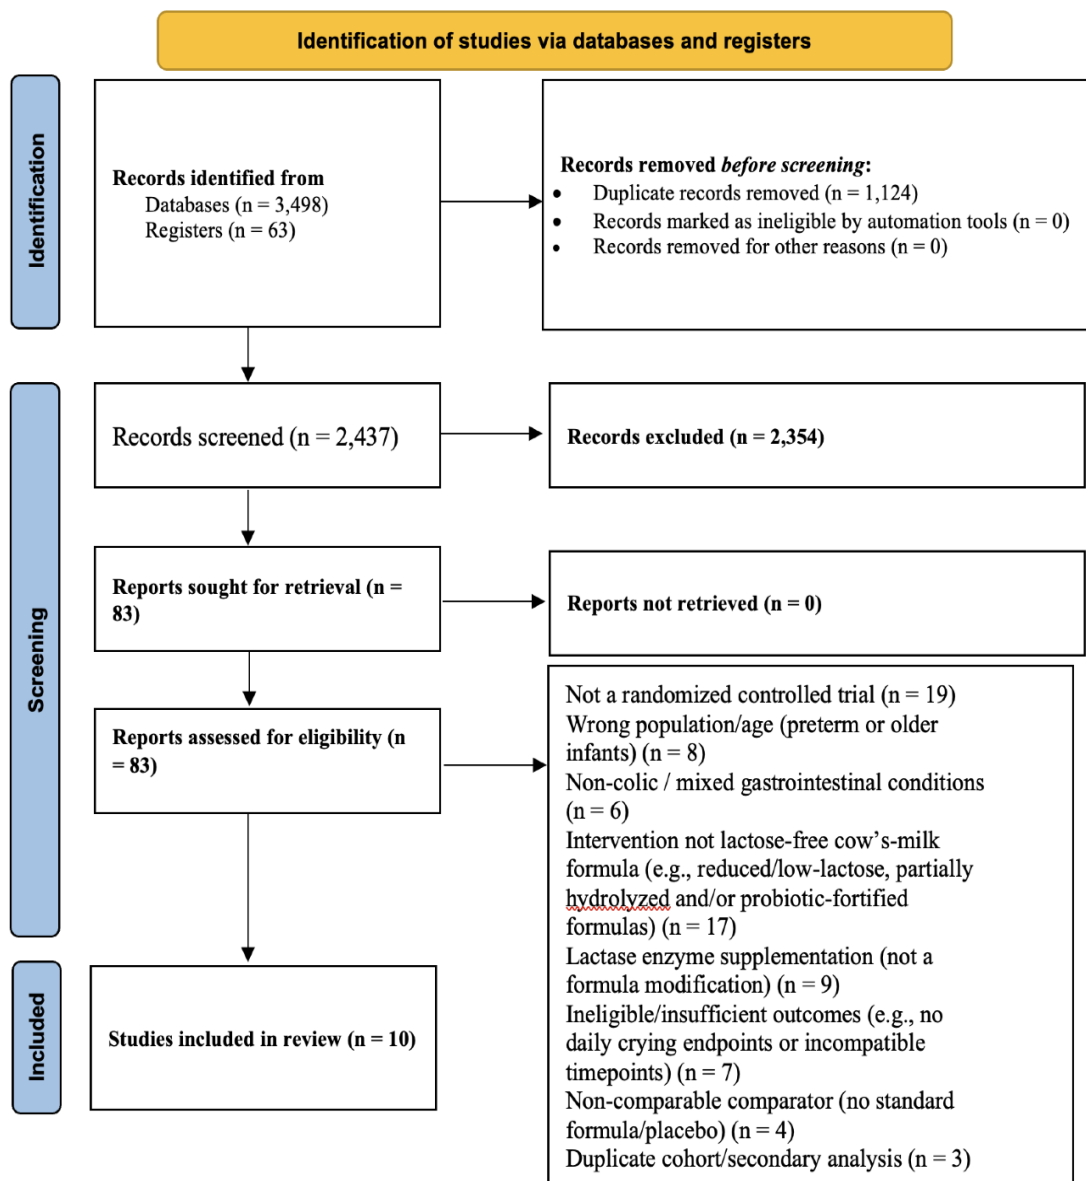 Identification of studies via databases and registers
Identification
Records identified from
Databases (n = 3,498)
Registers (n = 63)
Records removed before screening:
• Duplicate records removed (n = 1,124)
• Records marked as ineligible by automation tools (n = 0)
• Records removed for other reasons (n = 0)
Screening
Records screened (n = 2,437)
Records excluded (n = 2,354)
Reports sought for retrieval (n =
83)
Reports not retrieved (n = 0)
Reports assessed for eligibility (n
= 83)
Not a randomized controlled trial (n = 19)
Wrong population/age (preterm or older
infants) (n = 8)
Non-colic / mixed gastrointestinal conditions
(n = 6)
Intervention not lactose-free cow’s-milk
formula (e.g., reduced/low-lactose, partially
hydrolyzed and/or probiotic-fortified
formulas) (n = 17)
Lactase enzyme supplementation (not a
formula modification) (n = 9)
Ineligible/insufficient outcomes (e.g., no
daily crying endpoints or incompatible
timepoints) (n = 7)
Non-comparable comparator (no standard
formula/placebo) (n = 4)
Duplicate cohort/secondary analysis (n = 3)
Included
Studies included in review (n = 10)